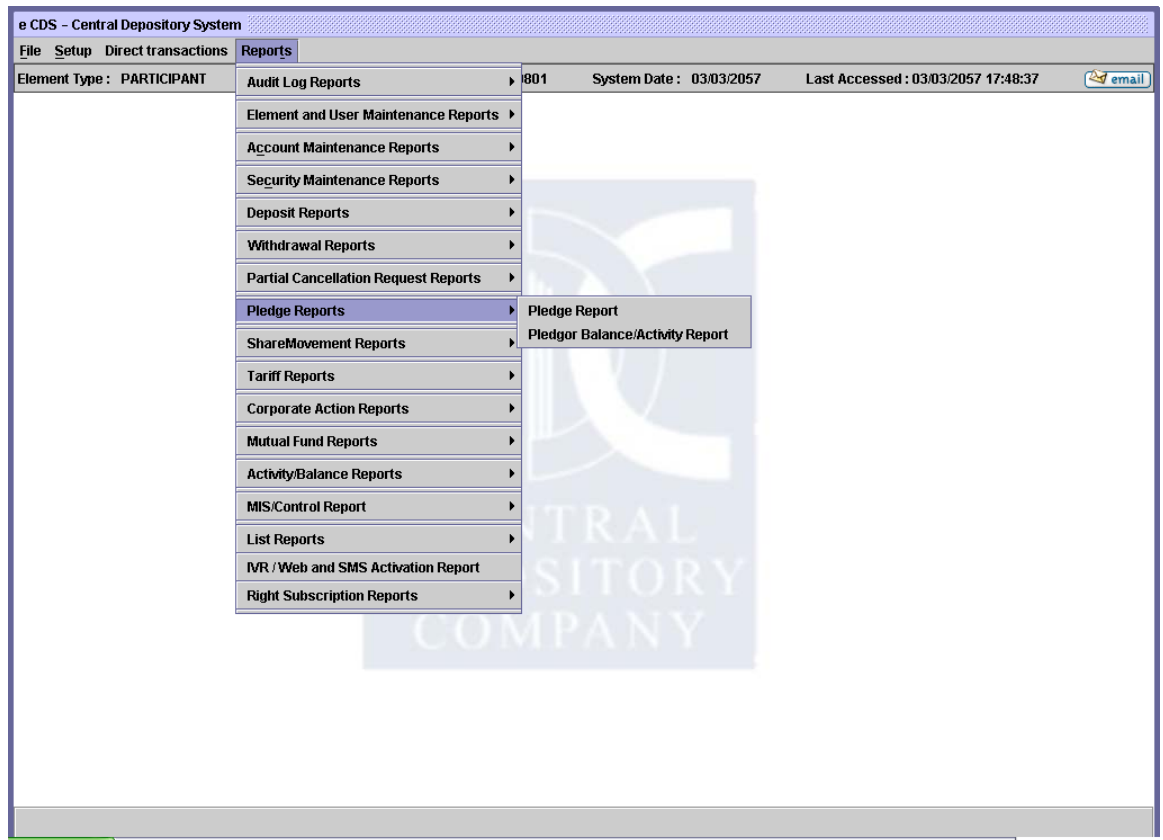 e CDS – Central Depository System
File Setup Direct transactions Reports
Element Type : PARTICIPANT 801 System Date : 03/03/2057 Last Accessed : 03/03/2057 17:48:37 email
Audit Log Reports
Element and User Maintenance Reports
Account Maintenance Reports
Security Maintenance Reports
Deposit Reports
Withdrawal Reports
Partial Cancellation Request Reports
Pledge Reports
Pledge Report
Pledgor Balance/Activity Report
ShareMovement Reports
Tariff Reports
Corporate Action Reports
Mutual Fund Reports
Activity/Balance Reports
MIS/Control Report
List Reports
IVR / Web and SMS Activation Report
Right Subscription Reports
COMPANY